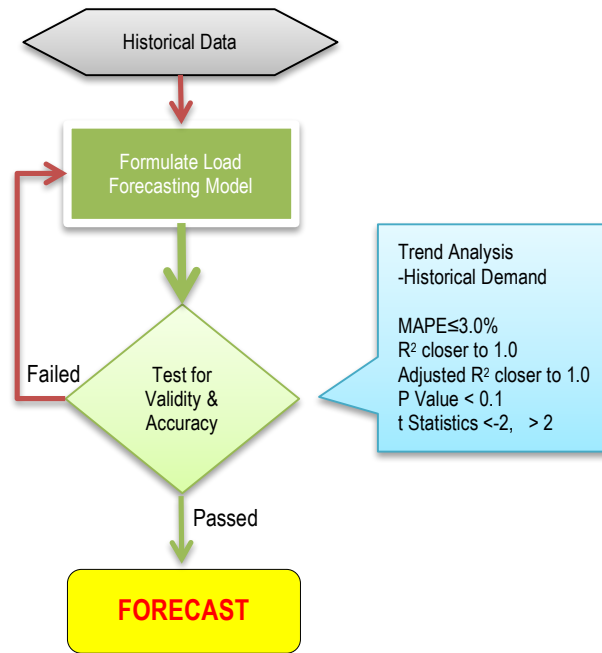 Historical Data
Formulate Load
Forecasting Model
Trend Analysis
-Historical Demand
MAPE≤3.0%
R² closer to 1.0
Adjusted R² closer to 1.0
P Value < 0.1
t Statistics <-2, > 2
Failed
Test for
Validity &
Accuracy
Passed
FORECAST